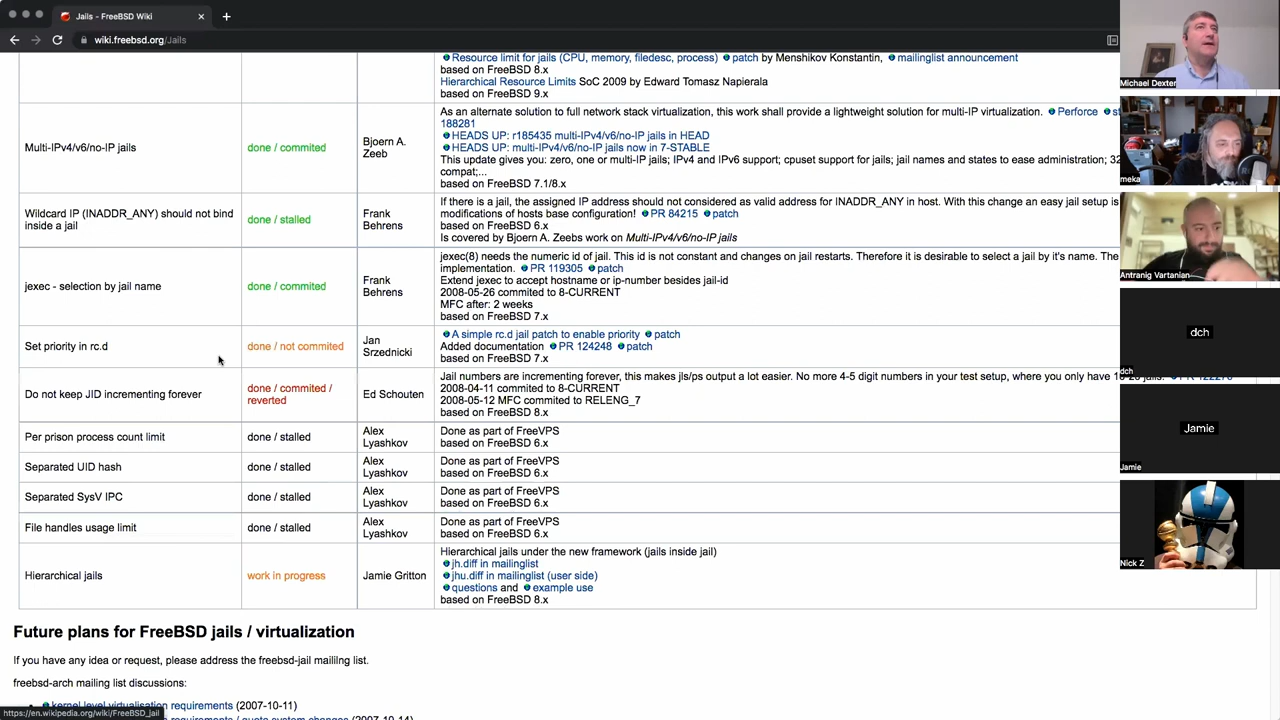 Jails - FreeBSD Wiki
wiki.freebsd.org/Jails
Resource limit for jails (CPU, memory, filedesc, process) patch by Menshikov Konstantin, mailinglist announcement
based on FreeBSD 8.x
Hierarchical Resource Limits SoC 2009 by Edward Tomasz Napierala
based on FreeBSD 9.x
Multi-IPv4/v6/no-IP jails
done / commited
Bjoern A.
Zeeb
As an alternate solution to full network stack virtualization, this work shall provide a lightweight solution for multi-IP virtualization. Perforce st
188281
HEADS UP: r185435 multi-IPv4/v6/no-IP jails in HEAD
HEADS UP: multi-IPv4/v6/no-IP jails now in 7-STABLE
This update gives you: zero, one or multi-IP jails; IPv4 and IPv6 support; cpuset support for jails; jail names and states to ease administration; 32
compat;...
based on FreeBSD 7.1/8.x
Wildcard IP (INADDR_ANY) should not bind
inside a jail
done / stalled
Frank
Behrens
If there is a jail, the assigned IP address should not considered as valid address for INADDR_ANY in host. With this change an easy jail setup is
modifications of hosts base configuration! PR 84215 patch
based on FreeBSD 6.x
Is covered by Bjoern A. Zeebs work on Multi-IPv4/v6/no-IP jails
jexec - selection by jail name
done / commited
Frank
Behrens
jexec(8) needs the numeric id of jail. This id is not constant and changes on jail restarts. Therefore it is desirable to select a jail by it's name. The
implementation. PR 119305 patch
Extend jexec to accept hostname or ip-number besides jail-id
2008-05-26 commited to 8-CURRENT
MFC after: 2 weeks
based on FreeBSD 7.x
Set priority in rc.d
done / not commited
Jan
Srzednicki
A simple rc.d jail patch to enable priority patch
Added documentation PR 124248 patch
based on FreeBSD 7.x
Do not keep JID incrementing forever
done / commited /
reverted
Ed Schouten
Jail numbers are incrementing forever, this makes jls/ps output a lot easier. No more 4-5 digit numbers in your test setup, where you only have
2008-04-11 commited to 8-CURRENT
2008-05-12 MFC commited to RELENG_7
based on FreeBSD 8.x
Per prison process count limit
done / stalled
Alex
Lyashkov
Done as part of FreeVPS
based on FreeBSD 6.x
Separated UID hash
done / stalled
Alex
Lyashkov
Done as part of FreeVPS
based on FreeBSD 6.x
Separated SysV IPC
done / stalled
Alex
Lyashkov
Done as part of FreeVPS
based on FreeBSD 6.x
File handles usage limit
done / stalled
Alex
Lyashkov
Done as part of FreeVPS
based on FreeBSD 6.x
Hierarchical jails
work in progress
Jamie Gritton
Hierarchical jails under the new framework (jails inside jail)
jh.diff in mailinglist
jhu.diff in mailinglist (user side)
questions and example use
based on FreeBSD 8.x
Future plans for FreeBSD jails / virtualization
If you have any idea or request, please address the freebsd-jail maililng list.
freebsd-arch mailing list discussions:
kernel level virtualisation requirements (2007-10-11)
requirements / quota system changes (2007-10-14)
https://en.wikipedia.org/wiki/FreeBSD_jail
Michael Dexter
meka
Antranig Vartanian
dch
dch
Jamie
Jamie
Nick Z